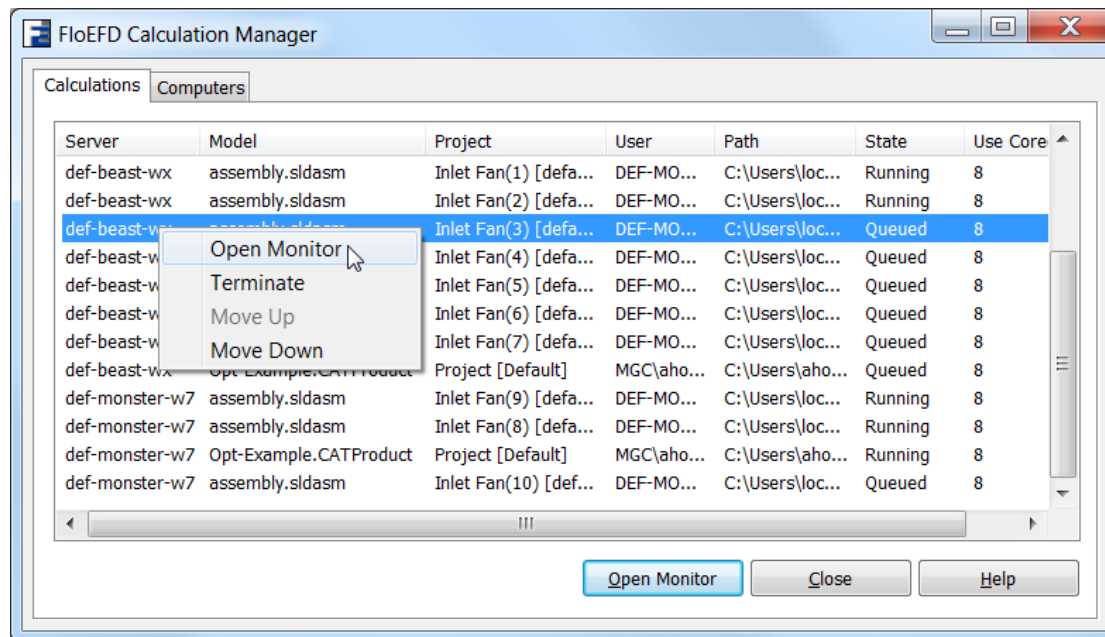 FloEFD Calculation Manager
Calculations Computers
Server Model Project User Path State Use Core
def-beast-wx assembly.sldasm Inlet Fan(1) [defa... DEF-MO... C:\Users\loc... Running 8
def-beast-wx assembly.sldasm Inlet Fan(2) [defa... DEF-MO... C:\Users\loc... Running 8
Inlet Fan(3) [defa... DEF-MO... C:\Users\loc... Queued 8
Open Monitor
Terminate
Move Up
Move Down
Inlet Fan(4) [defa... DEF-MO... C:\Users\loc... Queued 8
Inlet Fan(5) [defa... DEF-MO... C:\Users\loc... Queued 8
Inlet Fan(6) [defa... DEF-MO... C:\Users\loc... Queued 8
Inlet Fan(7) [defa... DEF-MO... C:\Users\loc... Queued 8
def-beast-wx Opt-Example.CATProduct Project [Default] MGC\aho... C:\Users\aho... Queued 8
def-monster-w7 assembly.sldasm Inlet Fan(9) [defa... DEF-MO... C:\Users\loc... Running 8
def-monster-w7 assembly.sldasm Inlet Fan(8) [defa... DEF-MO... C:\Users\loc... Running 8
def-monster-w7 Opt-Example.CATProduct Project [Default] MGC\aho... C:\Users\aho... Running 8
def-monster-w7 assembly.sldasm Inlet Fan(10) [def... DEF-MO... C:\Users\loc... Queued 8
Open Monitor Close Help